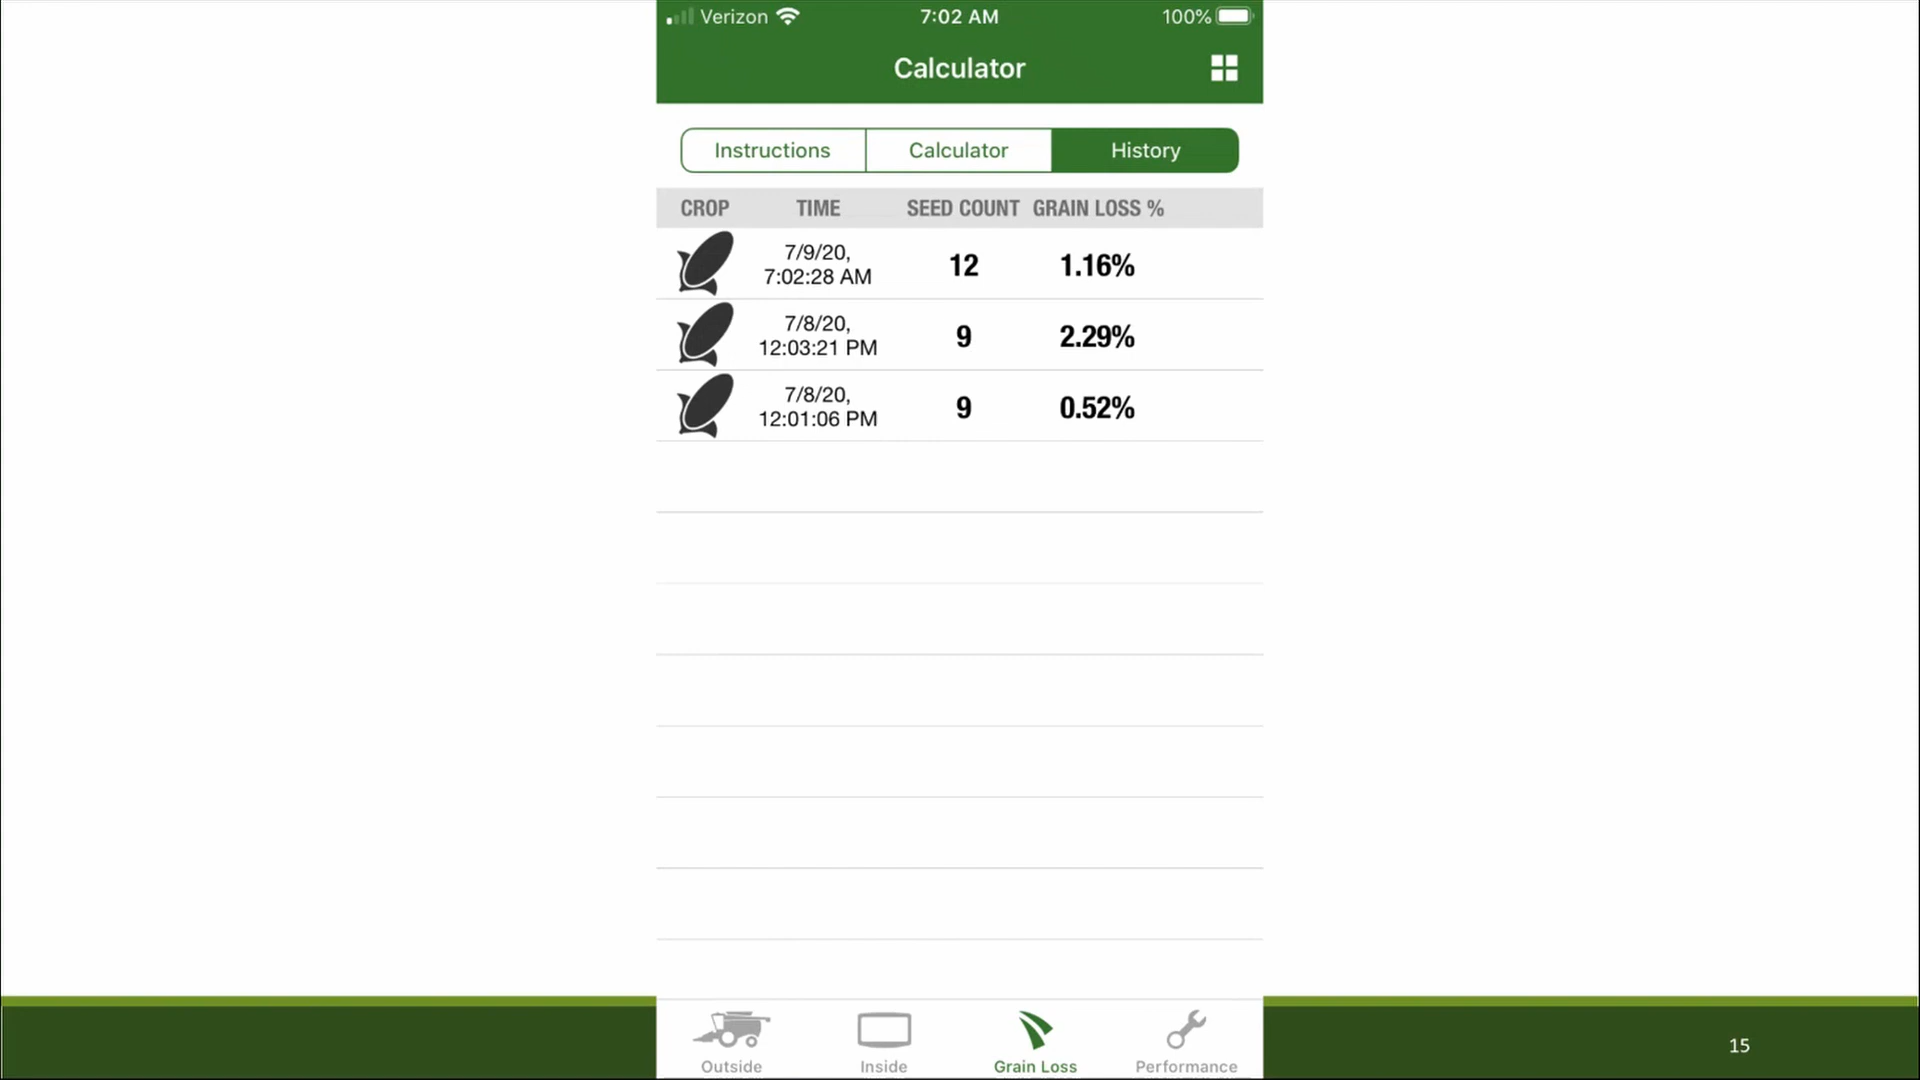 Verizon 7:02 AM 100%
Calculator
Instructions Calculator History
CROP TIME SEED COUNT GRAIN LOSS %
7/9/20,
7:02:28 AM 12 1.16%
7/8/20,
12:03:21 PM 9 2.29%
7/8/20,
12:01:06 PM 9 0.52%
Outside Inside Grain Loss Performance
15